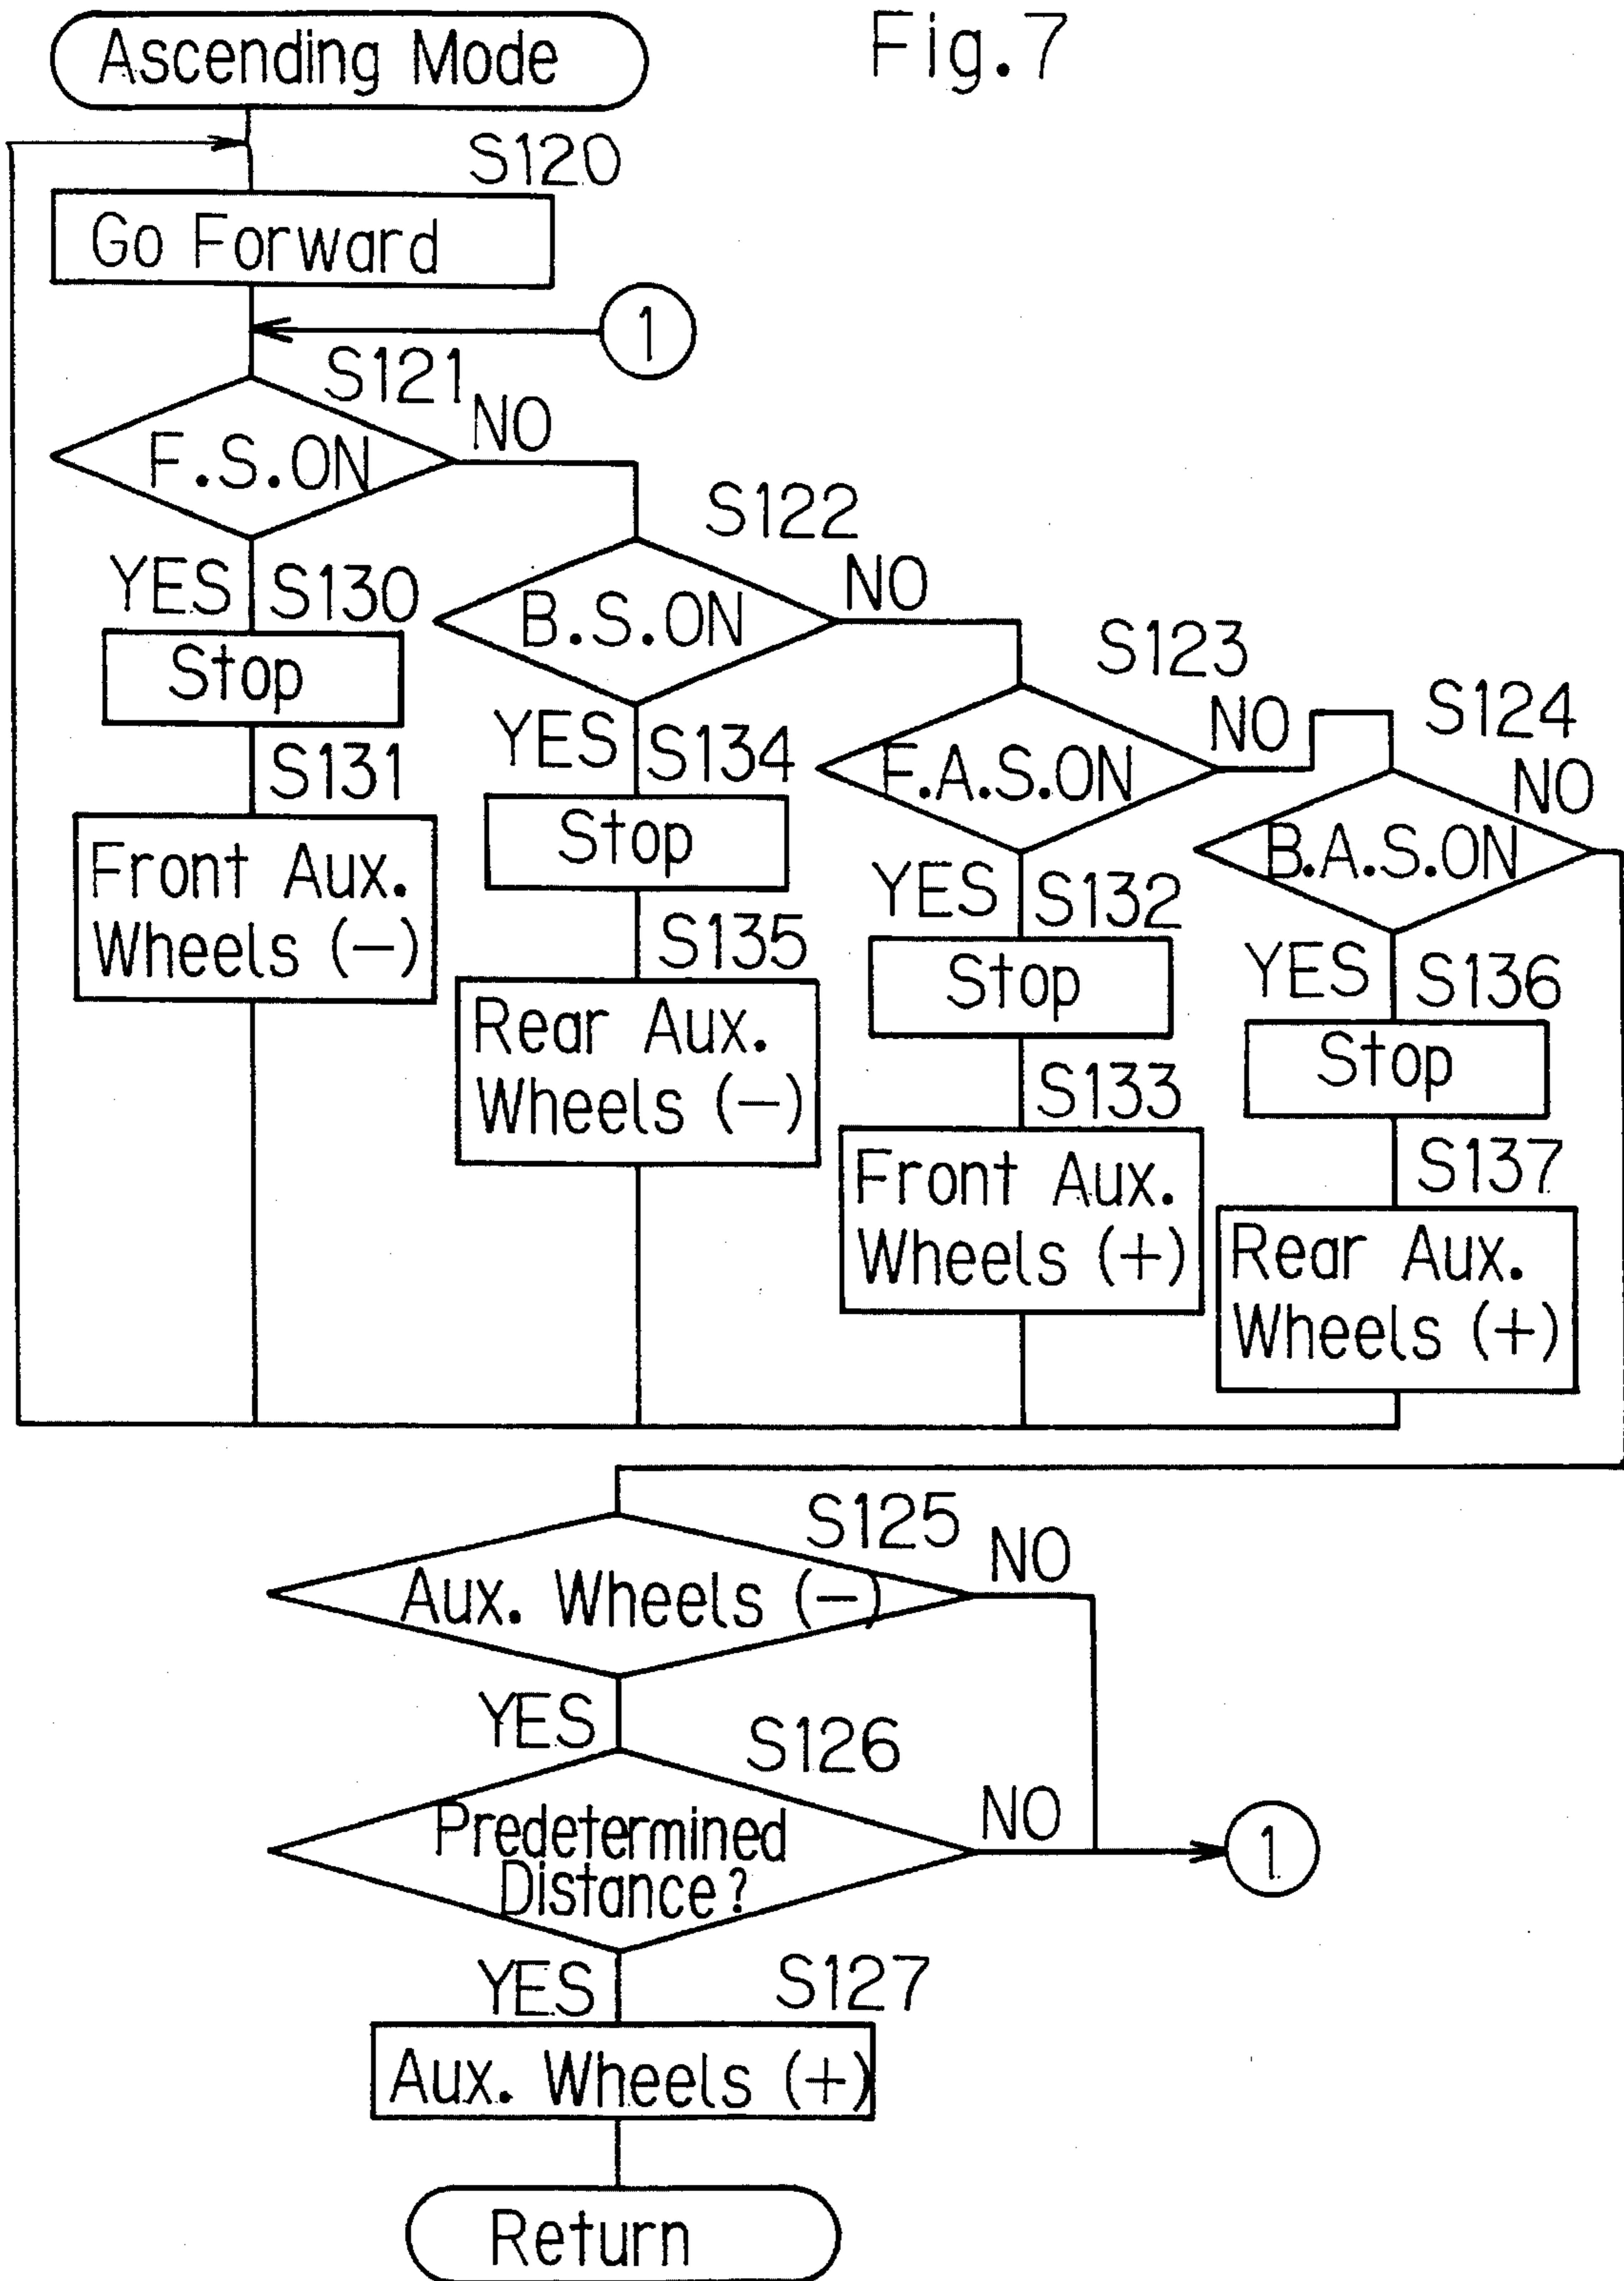 Fig.7
Ascending Mode
S120
Go Forward
1
S121
F.S.ON
NO
YES
S130
Stop
S131
Front Aux.
Wheels (−)
S122
B.S.ON
NO
YES
S134
Stop
S135
Rear Aux.
Wheels (−)
S123
F.A.S.ON
NO
YES
S132
Stop
S133
Front Aux.
Wheels (+)
S124
B.A.S.ON
NO
YES
S136
Stop
S137
Rear Aux.
Wheels (+)
S125
Aux. Wheels (−)
NO
YES
S126
Predetermined
Distance?
NO
1
YES
S127
Aux. Wheels (+)
Return